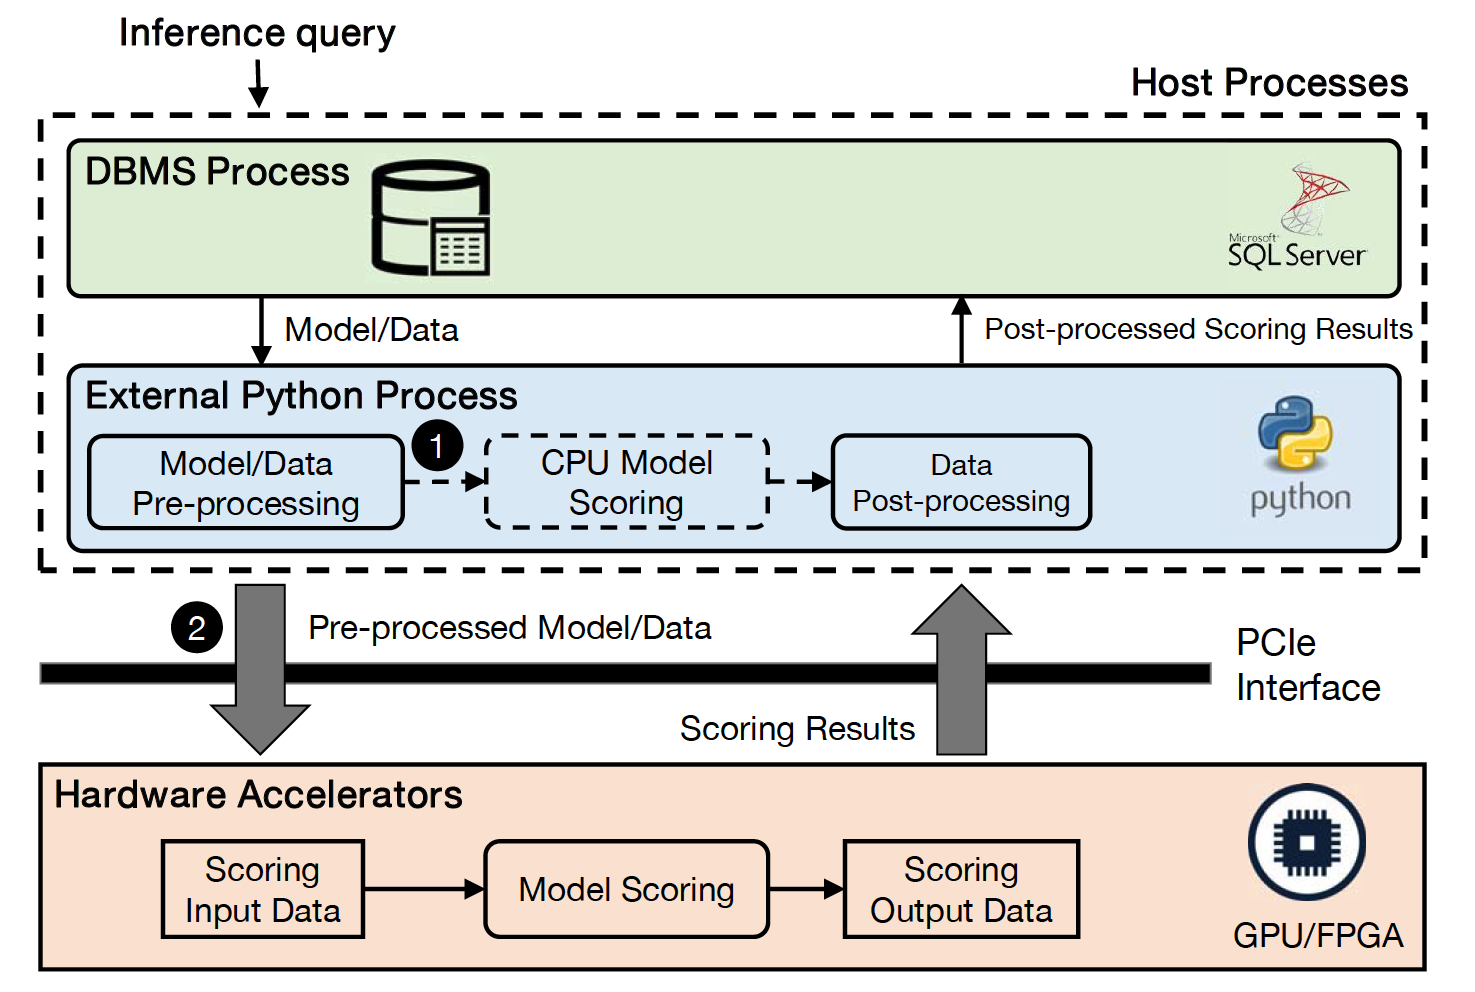 Inference query
Host Processes
DBMS Process
Microsoft
SQL Server
Model/Data
Post-processed Scoring Results
External Python Process
1
Model/Data
Pre-processing
CPU Model
Scoring
Data
Post-processing
python
2
Pre-processed Model/Data
PCIe
Interface
Scoring Results
Hardware Accelerators
Scoring
Input Data
Model Scoring
Scoring
Output Data
GPU/FPGA